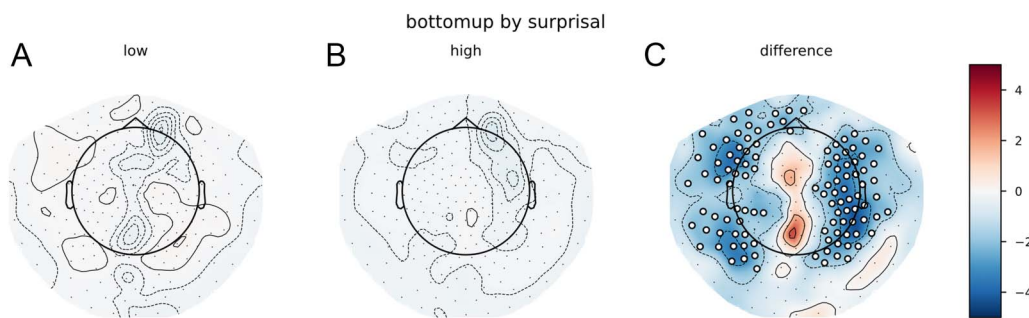 bottomup by surprisal
A
low
B
high
C
difference
4
2
0
−2
−4